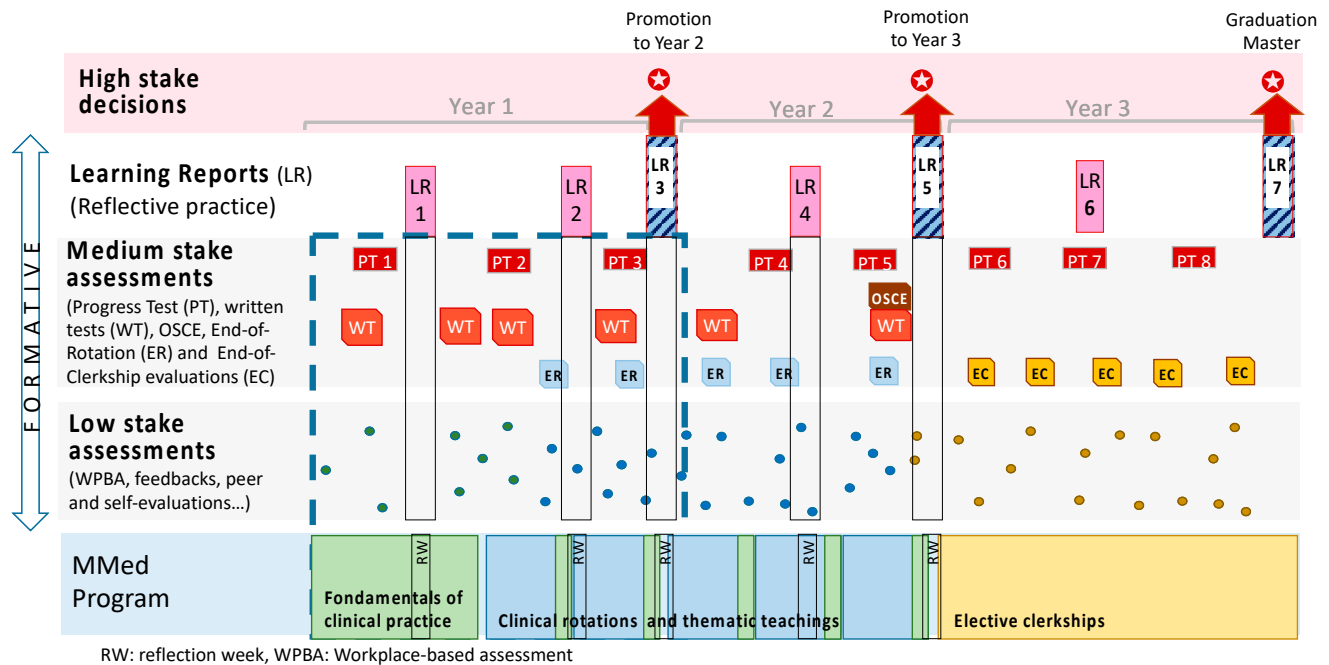 Promotion
to Year 2
Promotion
to Year 3
Graduation
Master
High stake
decisions
Year 1
Year 2
Year 3
FORMATIVE
Learning Reports (LR)
(Reflective practice)
LR
1
LR
2
LR
3
LR
4
LR
5
LR
6
LR
7
Medium stake
assessments
(Progress Test (PT), written
tests (WT), OSCE, End-of-
Rotation (ER) and End-of-
Clerkship evaluations (EC)
PT 1
PT 2
PT 3
PT 4
PT 5
PT 6
PT 7
PT 8
OSCE
WT
WT
WT
WT
WT
WT
ER
ER
ER
ER
ER
EC
EC
EC
EC
EC
Low stake
assessments
(WPBA, feedbacks, peer
and self-evaluations...)
MMed
Program
RW
RW
RW
RW
RW
Fondamentals of
clinical practice
Clinical rotations and thematic teachings
Elective clerkships
RW: reflection week, WPBA: Workplace-based assessment